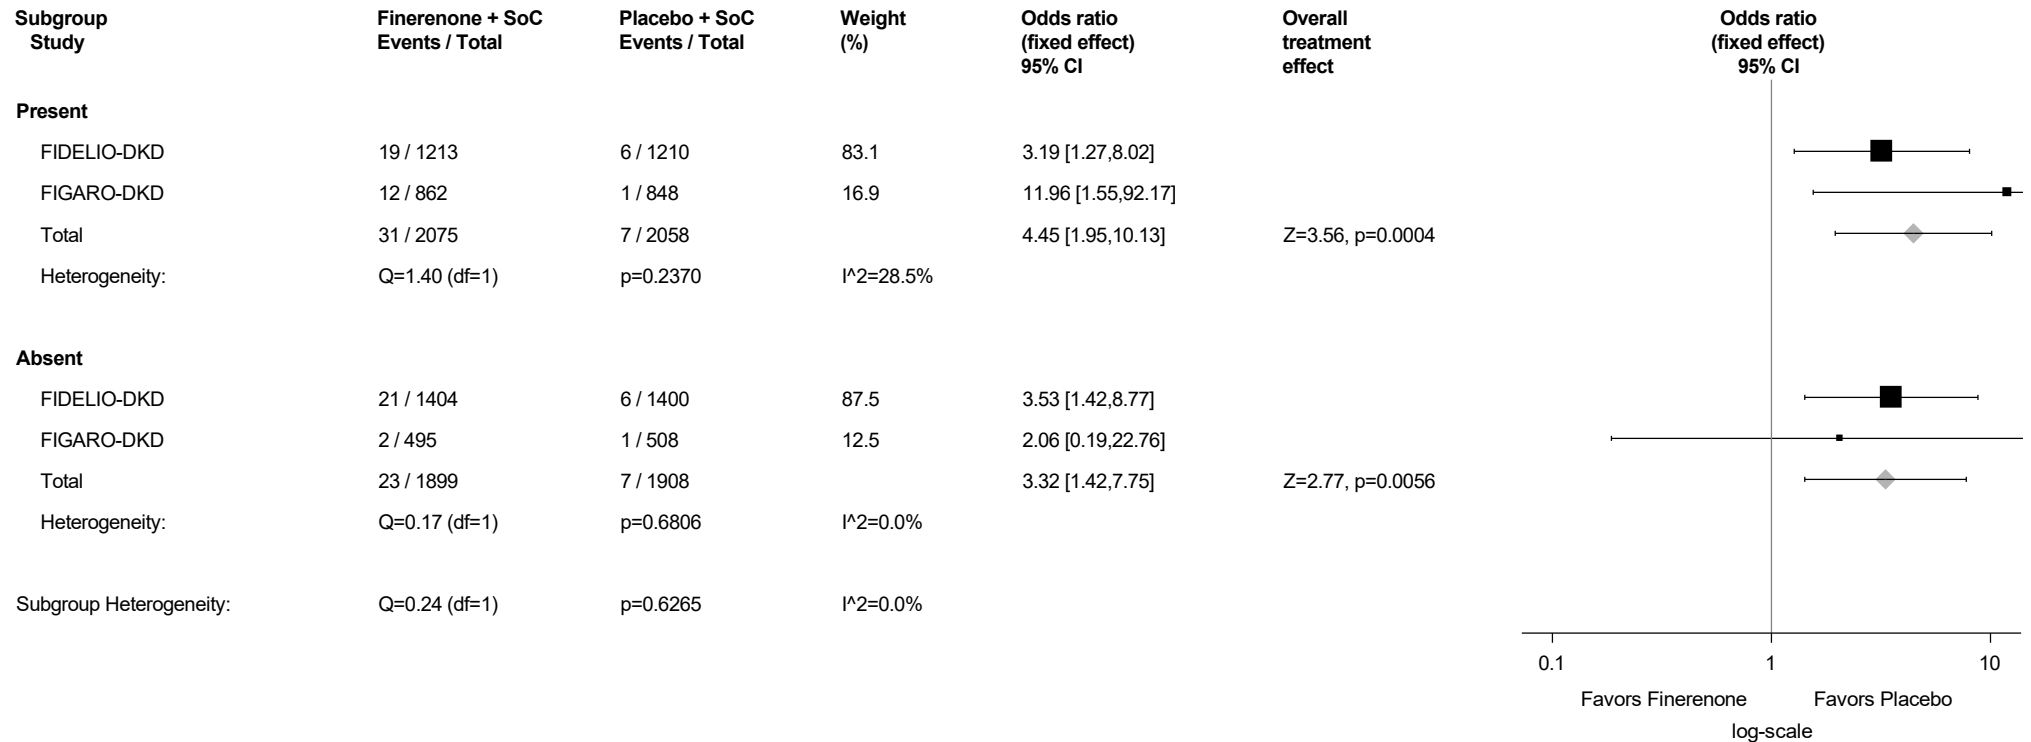 Subgroup Finerenone + SoC Placebo + SoC Weight Odds ratio Overall Odds ratio
Study Events / Total Events / Total (%) (fixed effect) treatment (fixed effect)
95% CI effect 95% CI
Present
FIDELIO-DKD 19 / 1213 6 / 1210 83.1 3.19 [1.27,8.02]
FIGARO-DKD 12 / 862 1 / 848 16.9 11.96 [1.55,92.17]
Total 31 / 2075 7 / 2058 4.45 [1.95,10.13] Z=3.56, p=0.0004
Heterogeneity: Q=1.40 (df=1) p=0.2370 I^2=28.5%
Absent
FIDELIO-DKD 21 / 1404 6 / 1400 87.5 3.53 [1.42,8.77]
FIGARO-DKD 2 / 495 1 / 508 12.5 2.06 [0.19,22.76]
Total 23 / 1899 7 / 1908 3.32 [1.42,7.75] Z=2.77, p=0.0056
Heterogeneity: Q=0.17 (df=1) p=0.6806 I^2=0.0%
Subgroup Heterogeneity: Q=0.24 (df=1) p=0.6265 I^2=0.0%
0.1 1 10
Favors Finerenone Favors Placebo
log-scale